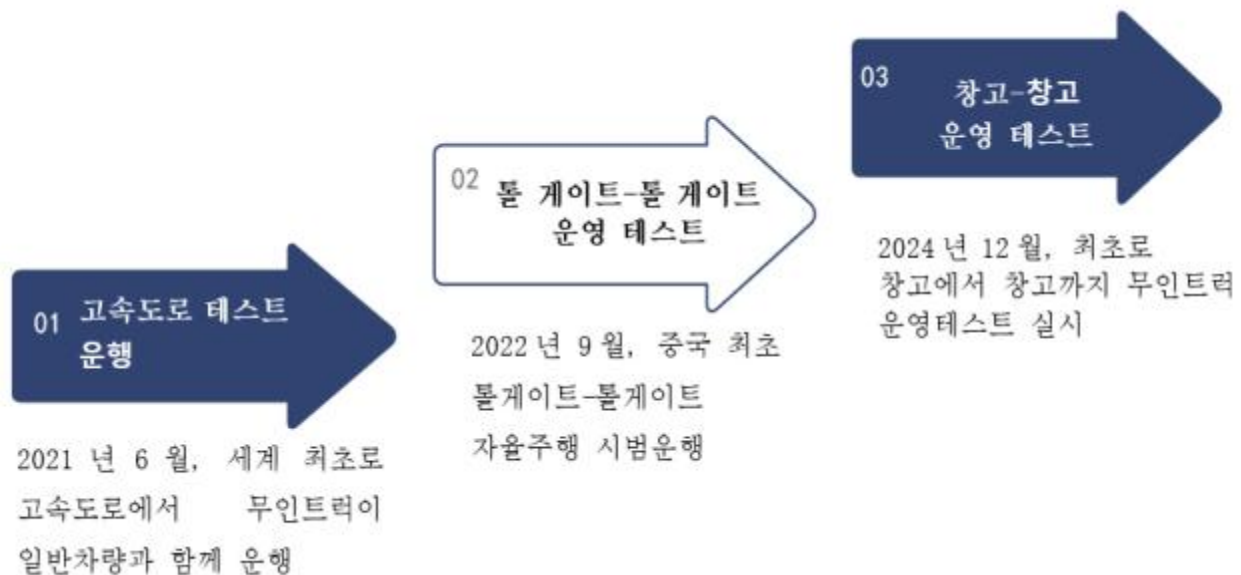 01
고속도로 테스트
운행
2021 년 6 월, 세계 최초로
고속도로에서 무인트럭이
일반차량과 함께 운행
02
톨 게이트-톨 게이트
운영 테스트
2022 년 9 월, 중국 최초
톨게이트-톨게이트
자율주행 시범운행
03
창고-창고
운영 테스트
2024 년 12 월, 최초로
창고에서 창고까지 무인트럭
운영테스트 실시